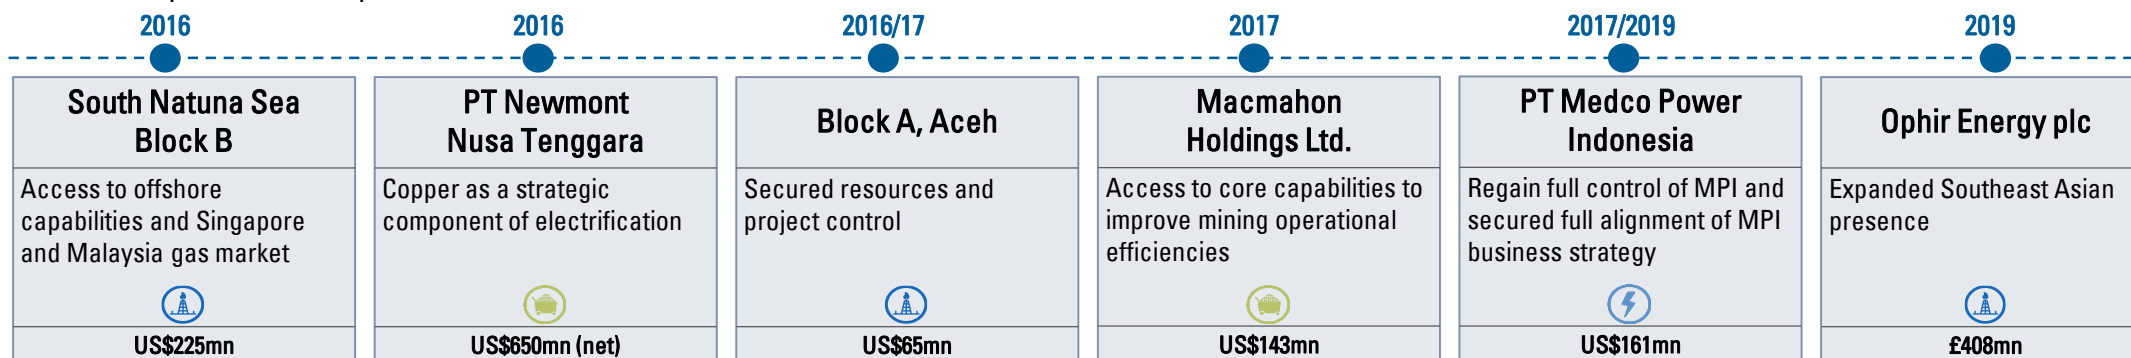 2016
South Natuna Sea
Block B
Access to offshore
capabilities and Singapore
and Malaysia gas market
US$225mn
2016
PT Newmont
Nusa Tenggara
Copper as a strategic
component of electrification
US$650mn (net)
2016/17
Block A, Aceh
Secured resources and
project control
US$65mn
2017
Macmahon
Holdings Ltd.
Access to core capabilities to
improve mining operational
efficiencies
US$143mn
2017/2019
PT Medco Power
Indonesia
Regain full control of MPI and
secured full alignment of MPI
business strategy
US$161mn
2019
Ophir Energy plc
Expanded Southeast Asian
presence
£408mn